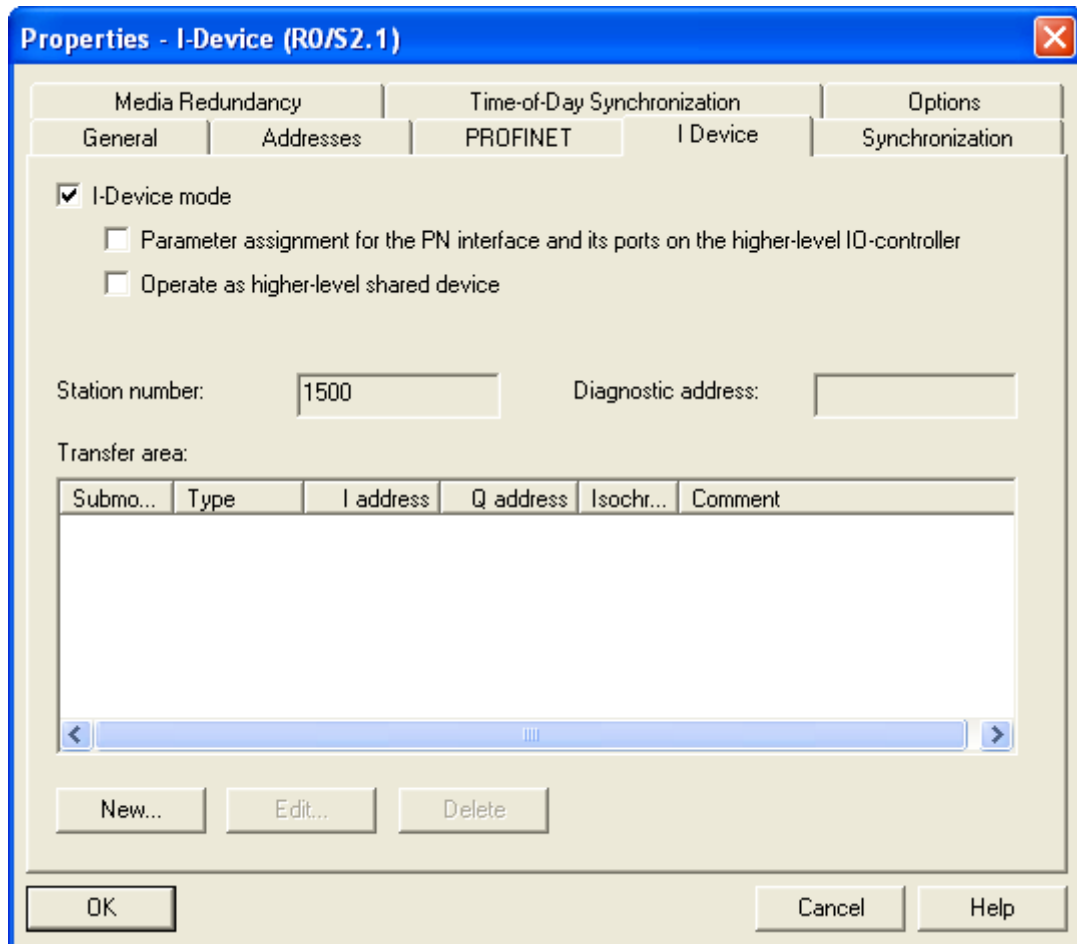 Properties - I-Device (R0/S2.1)
Media Redundancy Time-of-Day Synchronization Options
General Addresses PROFINET I Device Synchronization
I-Device mode
Parameter assignment for the PN interface and its ports on the higher-level IO-controller
Operate as higher-level shared device
Station number: 1500 Diagnostic address:
Transfer area:
Submo... Type I address Q address Isochr... Comment
New... Edit... Delete
OK Cancel Help